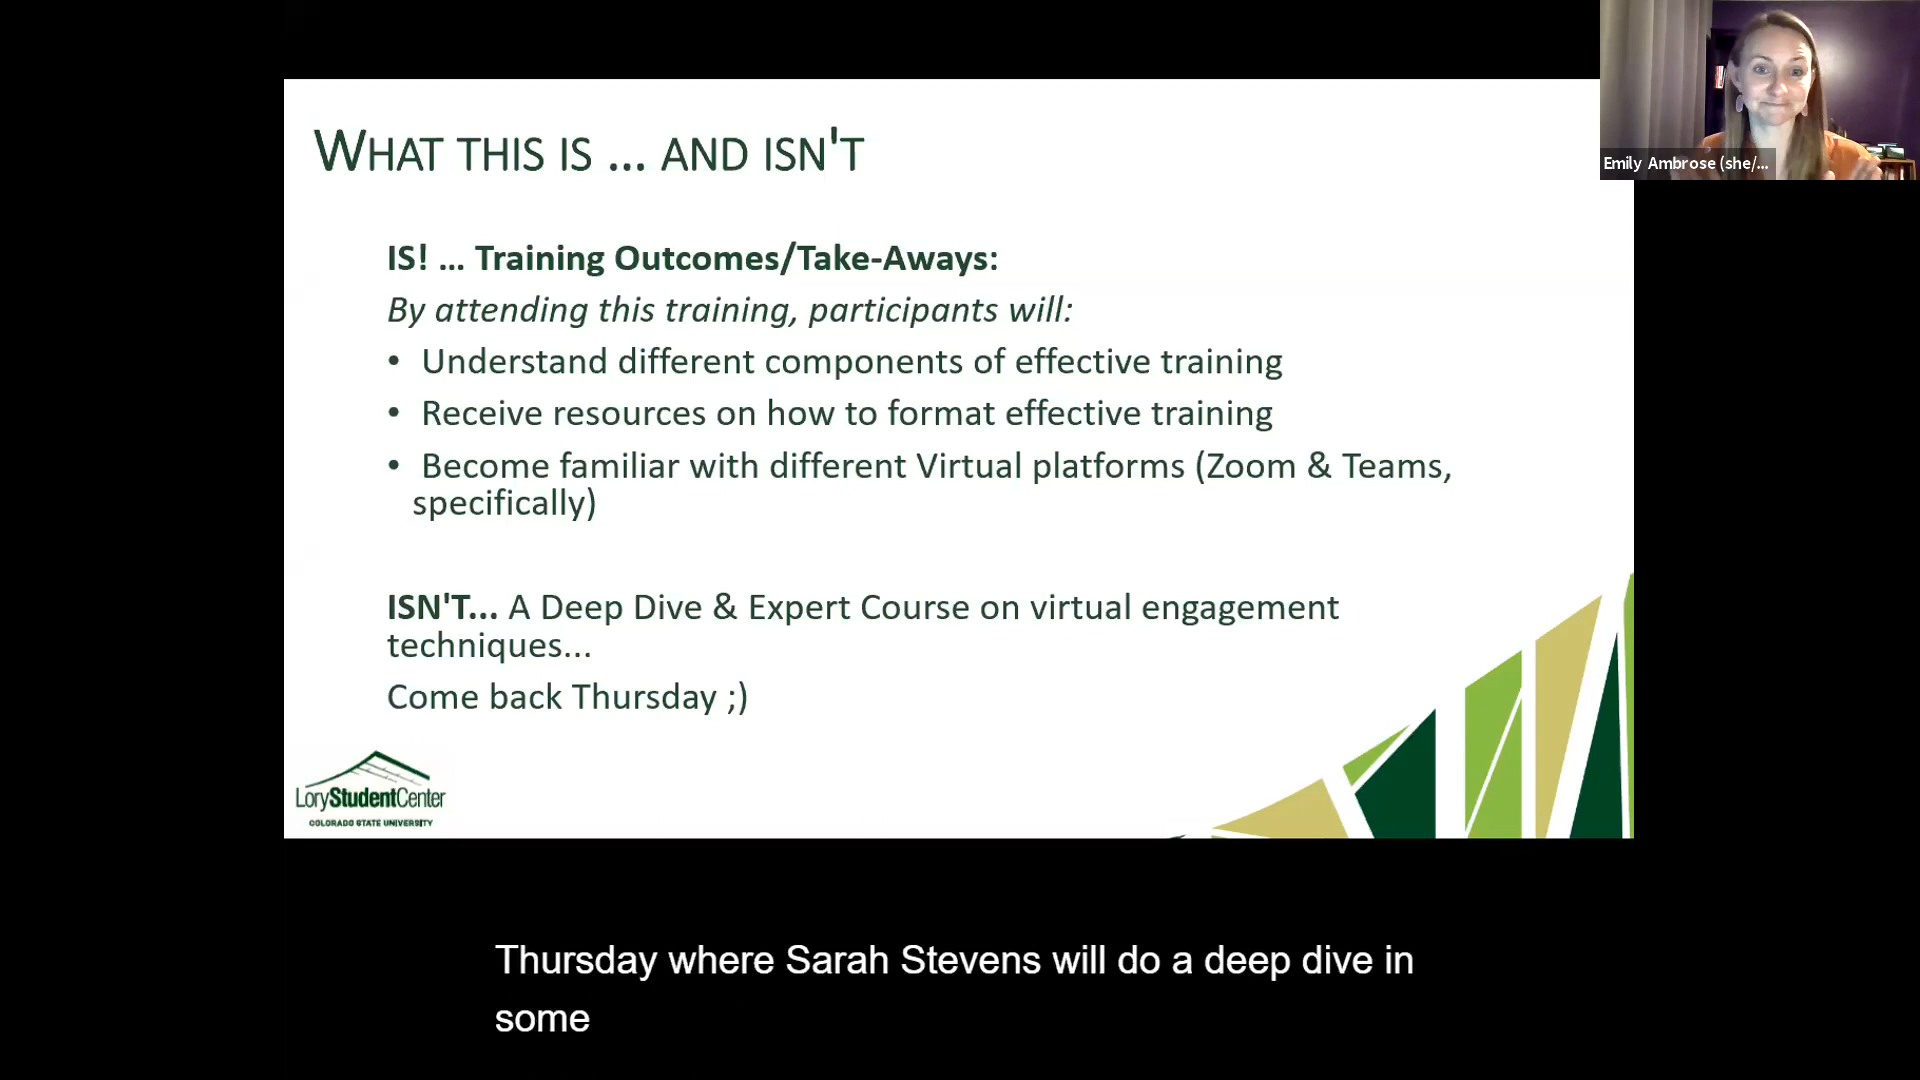 Emily Ambrose (she/...
WHAT THIS IS ... AND ISN'T
IS! ... Training Outcomes/Take-Aways:
By attending this training, participants will:
• Understand different components of effective training
• Receive resources on how to format effective training
• Become familiar with different Virtual platforms (Zoom & Teams,
specifically)
ISN'T... A Deep Dive & Expert Course on virtual engagement
techniques...
Come back Thursday ;)
LoryStudentCenter
COLORADO STATE UNIVERSITY
Thursday where Sarah Stevens will do a deep dive in
some